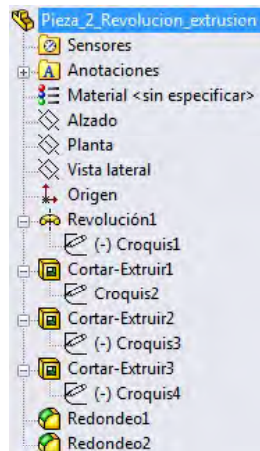 Pieza_2_Revolucion_extrusion
Sensores
Anotaciones
Material <sin especificar>
Alzado
Planta
Vista lateral
Origen
Revolución1
(-) Croquis1
Cortar-Extruir1
Croquis2
Cortar-Extruir2
(-) Croquis3
Cortar-Extruir3
(-) Croquis4
Redondeo1
Redondeo2